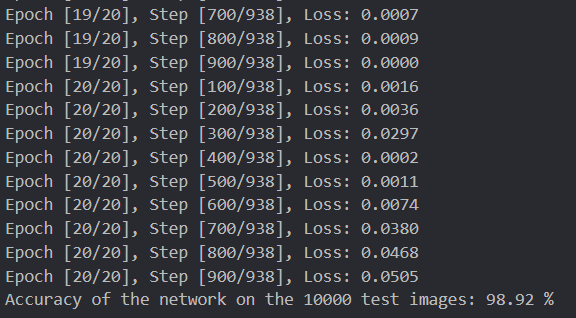 Epoch [19/20], Step [700/938], Loss: 0.0007
Epoch [19/20], Step [800/938], Loss: 0.0009
Epoch [19/20], Step [900/938], Loss: 0.0000
Epoch [20/20], Step [100/938], Loss: 0.0016
Epoch [20/20], Step [200/938], Loss: 0.0036
Epoch [20/20], Step [300/938], Loss: 0.0297
Epoch [20/20], Step [400/938], Loss: 0.0002
Epoch [20/20], Step [500/938], Loss: 0.0011
Epoch [20/20], Step [600/938], Loss: 0.0074
Epoch [20/20], Step [700/938], Loss: 0.0380
Epoch [20/20], Step [800/938], Loss: 0.0468
Epoch [20/20], Step [900/938], Loss: 0.0505
Accuracy of the network on the 10000 test images: 98.92 %